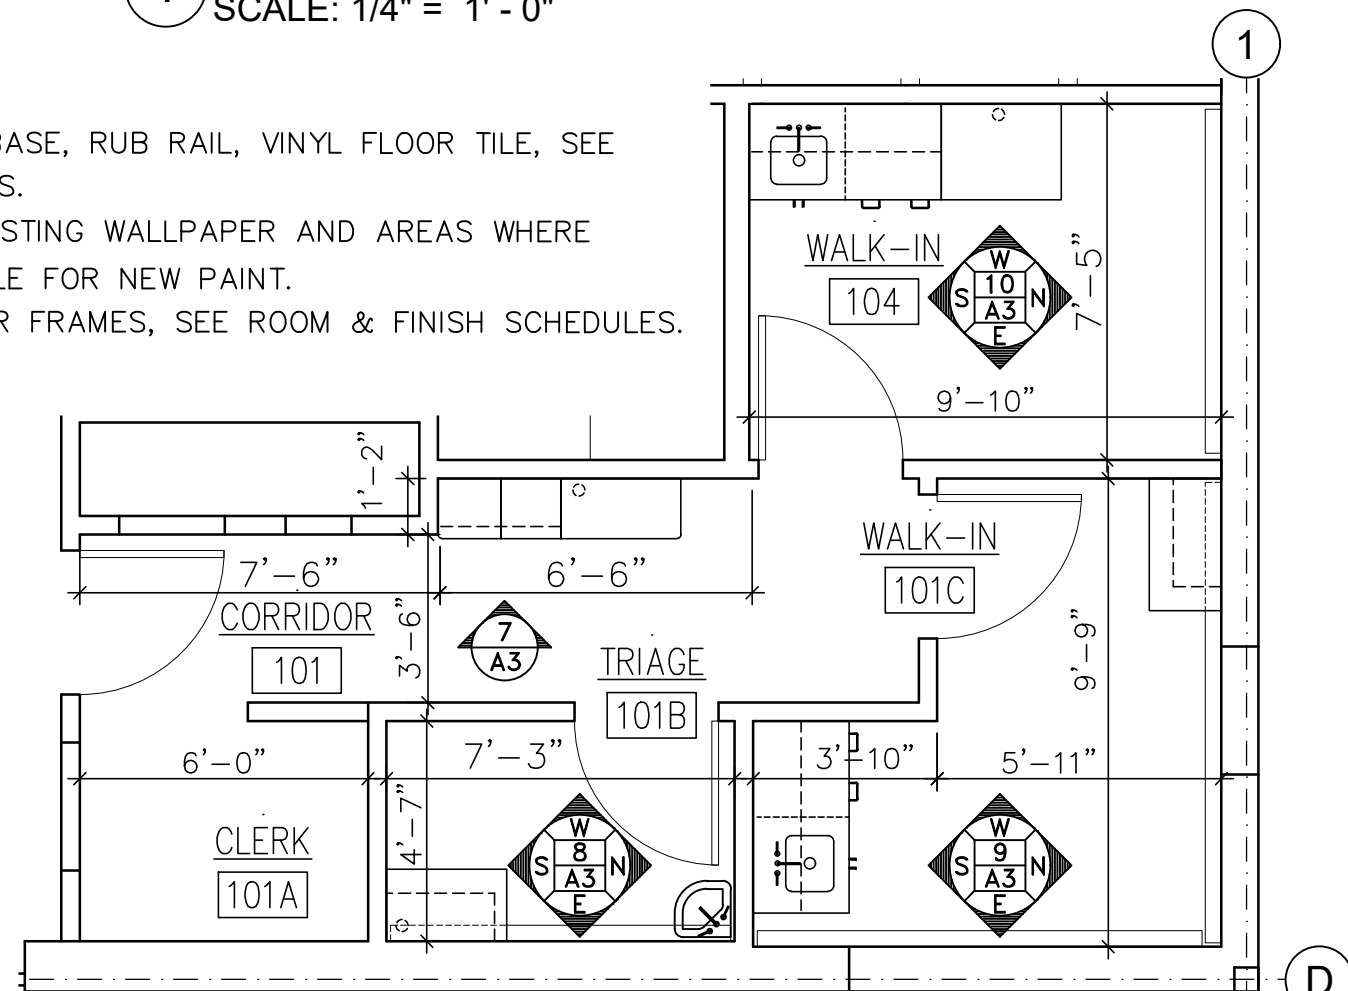 SCALE: 1/4" = 1' - 0"
1
BASE, RUB RAIL, VINYL FLOOR TILE, SEE
S.
STING WALLPAPER AND AREAS WHERE
LE FOR NEW PAINT.
R FRAMES, SEE ROOM & FINISH SCHEDULES.
WALK-IN
104
W
S 10 N
A3
E
7'-5"
9'-10"
1'-2"
7'-6"
6'-6"
CORRIDOR
101
3'-6"
7
A3
TRIAGE
101B
WALK-IN
101C
9'-9"
6'-0"
7'-3"
3'-10"
5'-11"
CLERK
101A
4'-7"
W
S 8 N
A3
E
W
S 9 N
A3
E
D